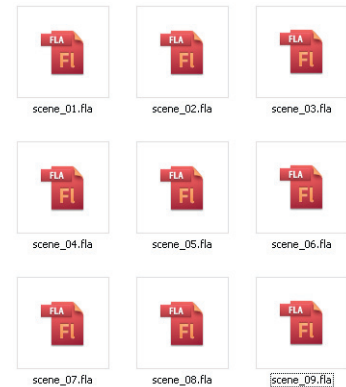 FLA FLA FLA
Fl Fl Fl
scene_01.fla scene_02.fla scene_03.fla
FLA FLA FLA
Fl Fl Fl
scene_04.fla scene_05.fla scene_06.fla
FLA FLA FLA
Fl Fl Fl
scene_07.fla scene_08.fla scene_09.fla